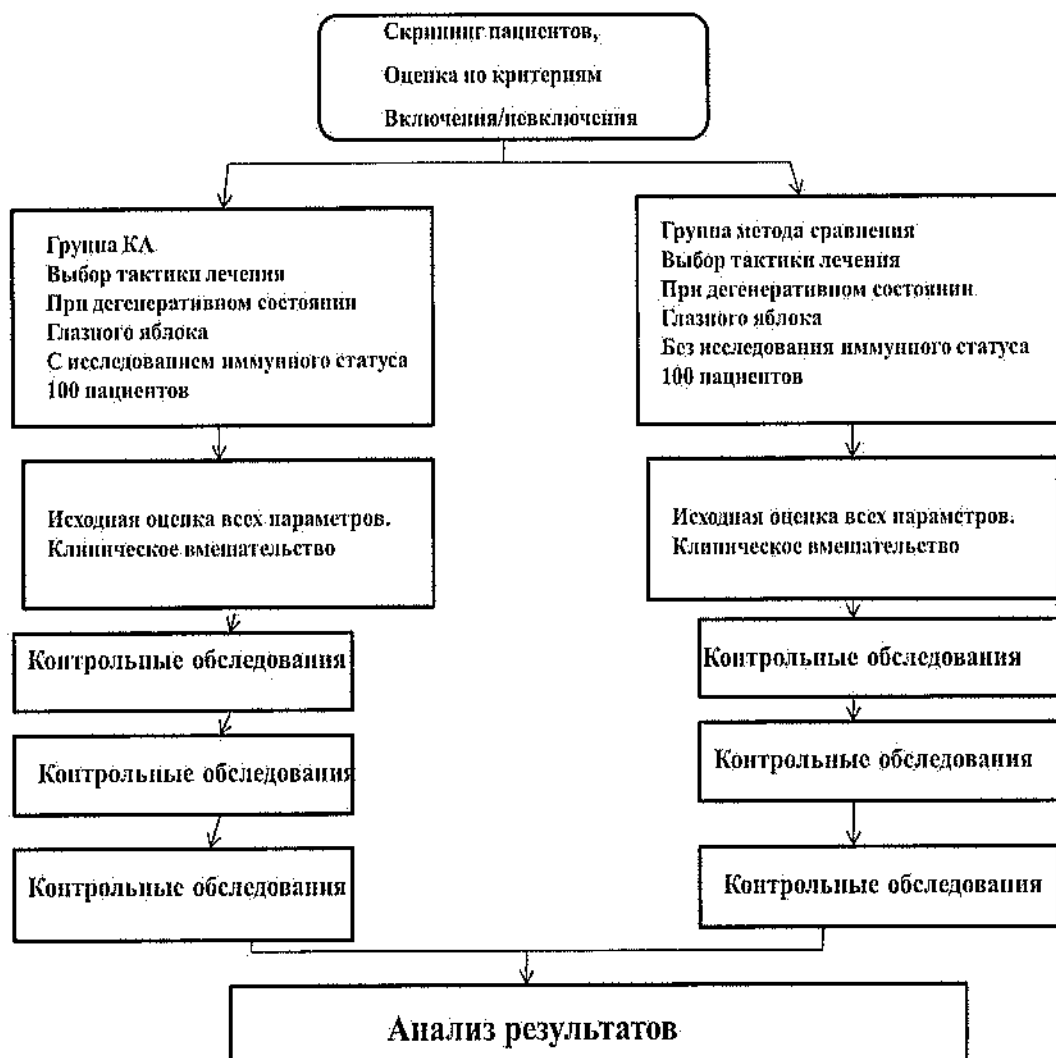 Скрининг пациентов,
Оценка по критериям
Включения/невключения
Группа КА
Выбор тактики лечения
При дегенеративном состоянии
Глазного яблока
С исследованием иммунного статуса
100 пациентов
Группа метода сравнения
Выбор тактики лечения
При дегенеративном состоянии
Глазного яблока
Без исследования иммунного статуса
100 пациентов
Исходная оценка всех параметров.
Клиническое вмешательство
Исходная оценка всех параметров.
Клиническое вмешательство
Контрольные обследования
Контрольные обследования
Контрольные обследования
Контрольные обследования
Контрольные обследования
Контрольные обследования
Анализ результатов